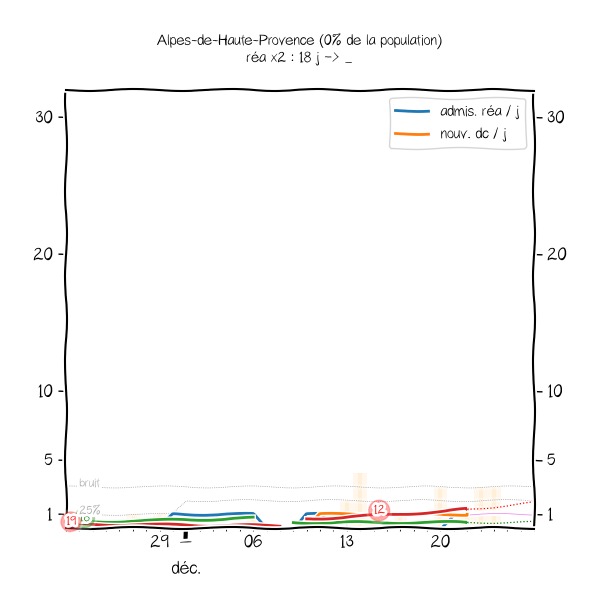 Alpes-de-Haute-Provence (0% de la population)
réa x2 : 18 j -> _
admis. réa / j
nouv. dc / j
30
30
20
20
10
10
5
5
bruit
25%
1
1
19
12
29
06
13
20
déc.